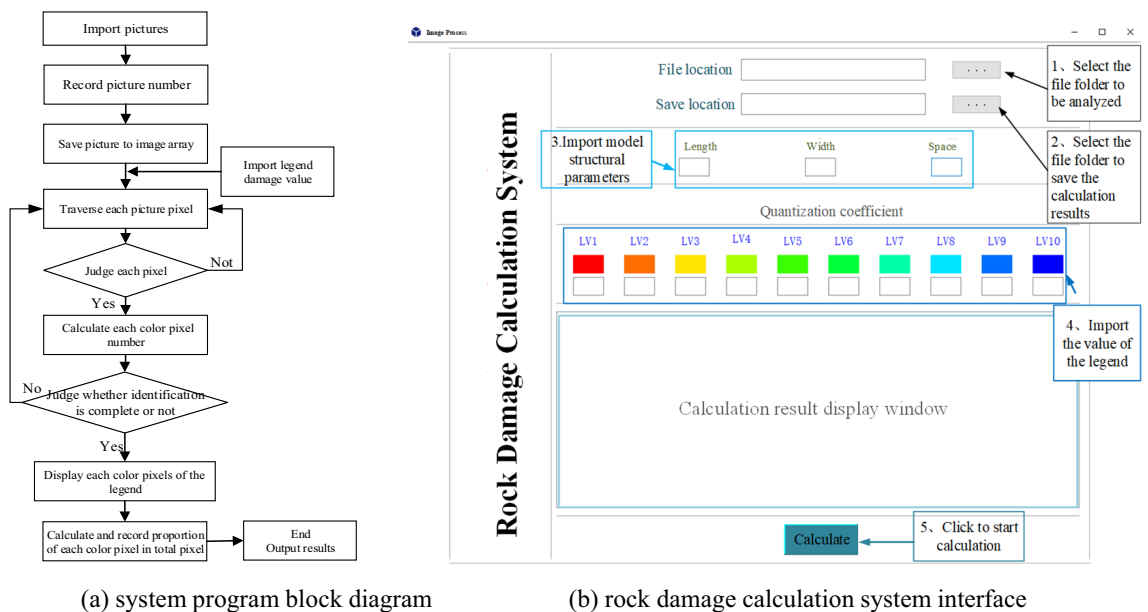 Import pictures
Record picture number
Save picture to image array
Import legend
damage value
Traverse each picture pixel
Judge each pixel
Not
Yes
Calculate each color pixel
number
No
Judge whether identification
is complete or not
Yes
Display each color pixels of the
legend
Calculate and record proportion
of each color pixel in total pixel
End
Output results
(a) system program block diagram
Image Process
Rock Damage Calculation System
File location
. . .
Save location
. . .
1、Select the
file folder to
be analyzed
2、Select the
file folder to
save the
calculation
results
3.Import model
structural
parameters
Length
Width
Space
Quantization coefficient
LV1 LV2 LV3 LV4 LV5 LV6 LV7 LV8 LV9 LV10
4、Import
the value of
the legend
Calculation result display window
Calculate
5、Click to start
calculation
(b) rock damage calculation system interface